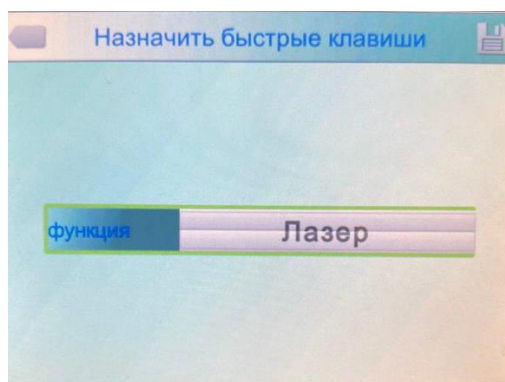 Назначить быстрые клавиши
функция
Лазер